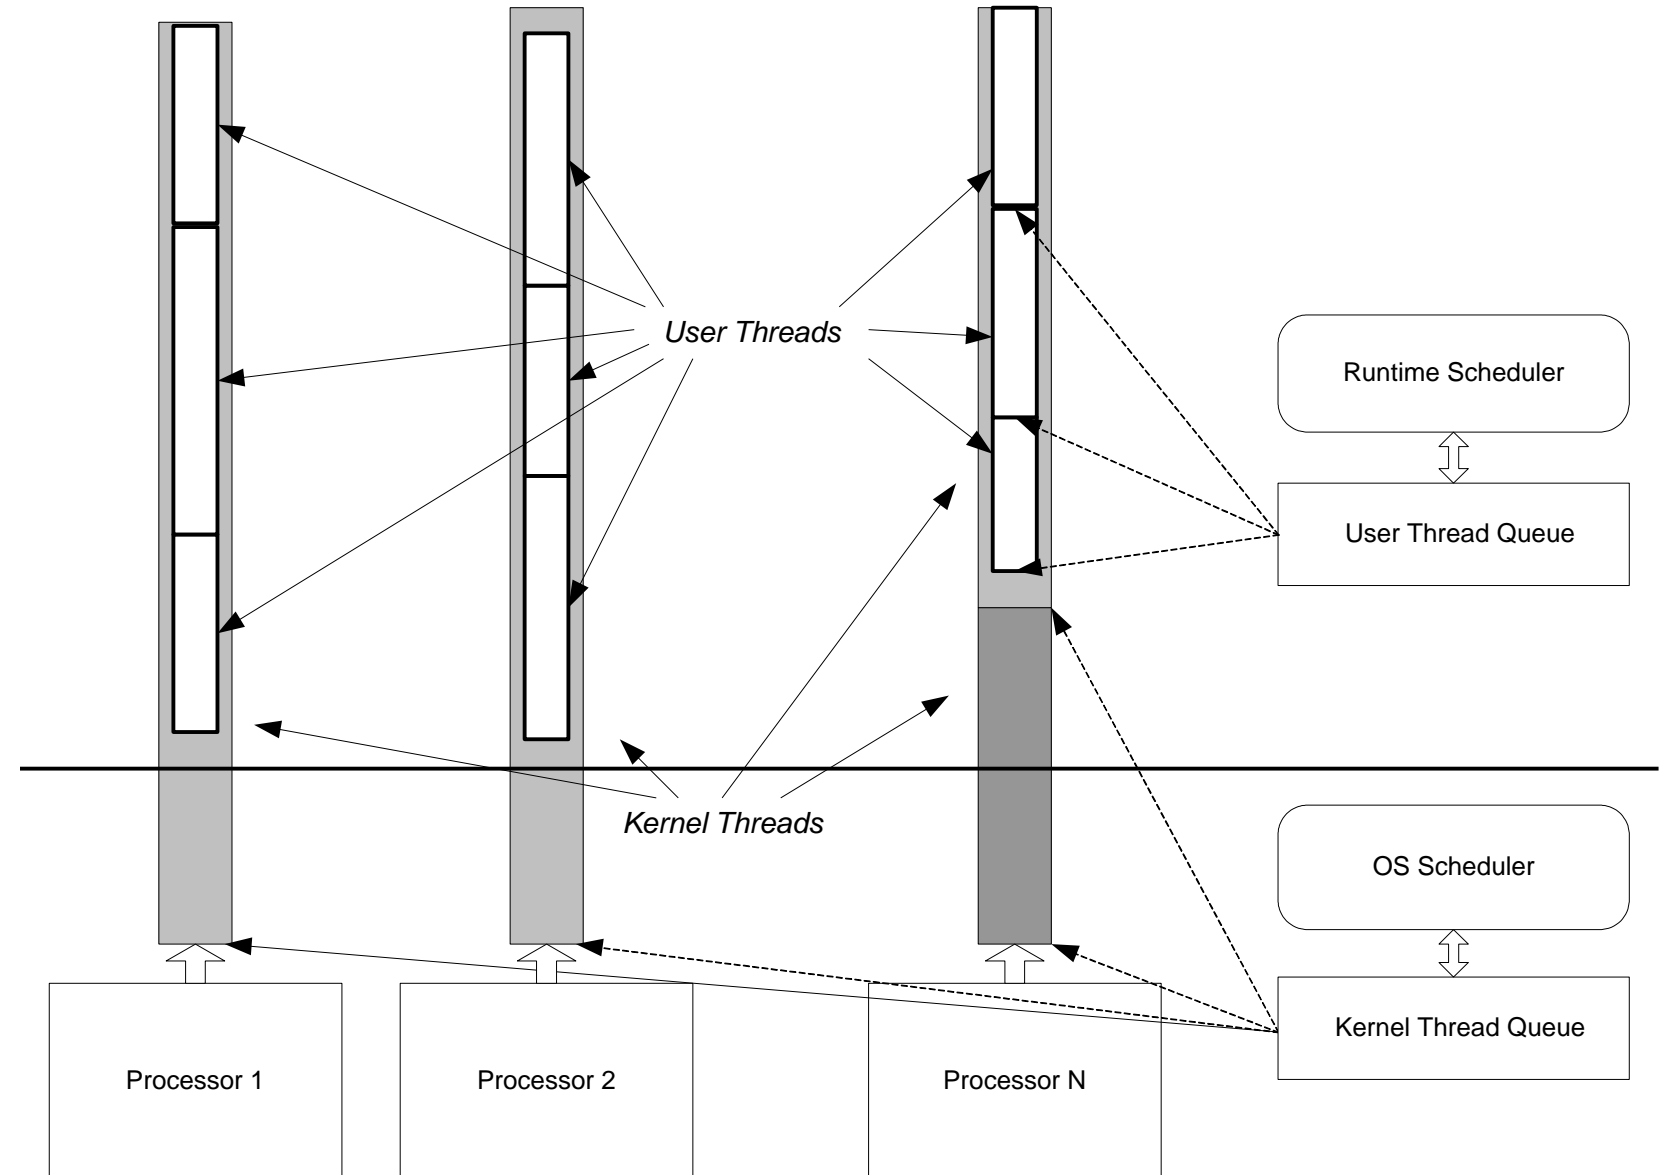 User Threads
Runtime Scheduler
User Thread Queue
Kernel Threads
OS Scheduler
Kernel Thread Queue
Processor 1
Processor 2
Processor N